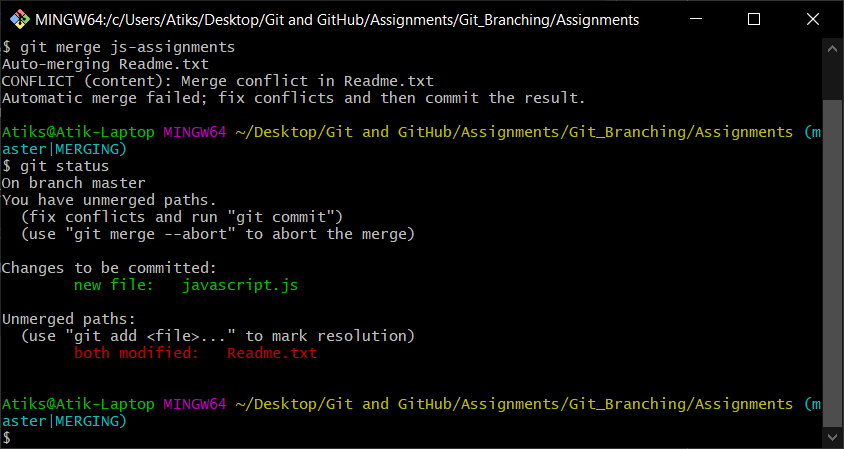 MINGW64:/c/Users/Atiks/Desktop/Git and GitHub/Assignments/Git_Branching/Assignments
$ git merge js-assignments
Auto-merging Readme.txt
CONFLICT (content): Merge conflict in Readme.txt
Automatic merge failed; fix conflicts and then commit the result.
Atiks@Atik-Laptop MINGW64 ~/Desktop/Git and GitHub/Assignments/Git_Branching/Assignments (m
aster|MERGING)
$ git status
On branch master
You have unmerged paths.
  (fix conflicts and run "git commit")
  (use "git merge --abort" to abort the merge)
Changes to be committed:
        new file:   javascript.js
Unmerged paths:
  (use "git add <file>..." to mark resolution)
        both modified:   Readme.txt
Atiks@Atik-Laptop MINGW64 ~/Desktop/Git and GitHub/Assignments/Git_Branching/Assignments (m
aster|MERGING)
$